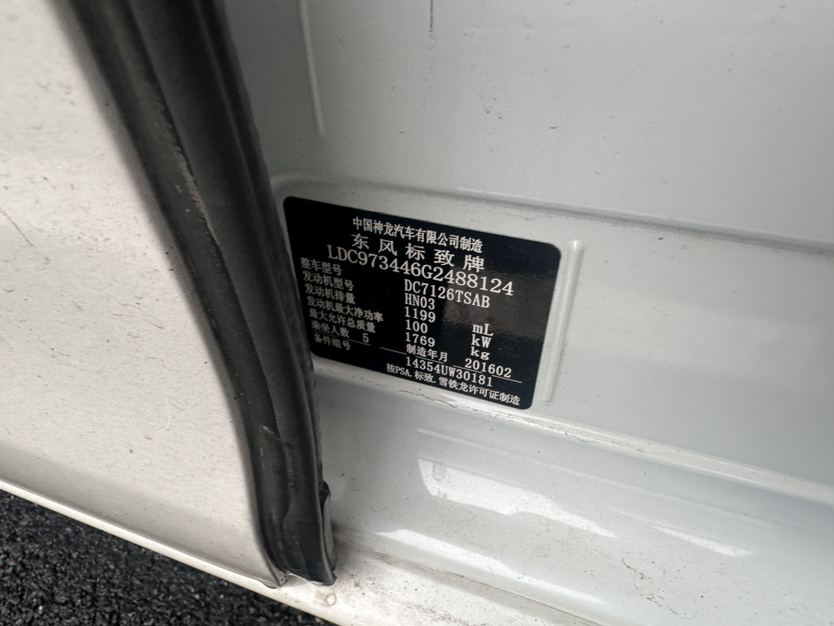 中国神龙汽车有限公司制造
东风标致牌
LDC973446G2488124
整车型号 DC7126TSAB
发动机型号 HN03
发动机排量 1199 mL
发动机最大净功率 100 kW
最大允许总质量 1769 kg
乘坐人数 5 制造年月 201602
备件组号 14354UW30181
按PSA.标致.雪铁龙许可证制造